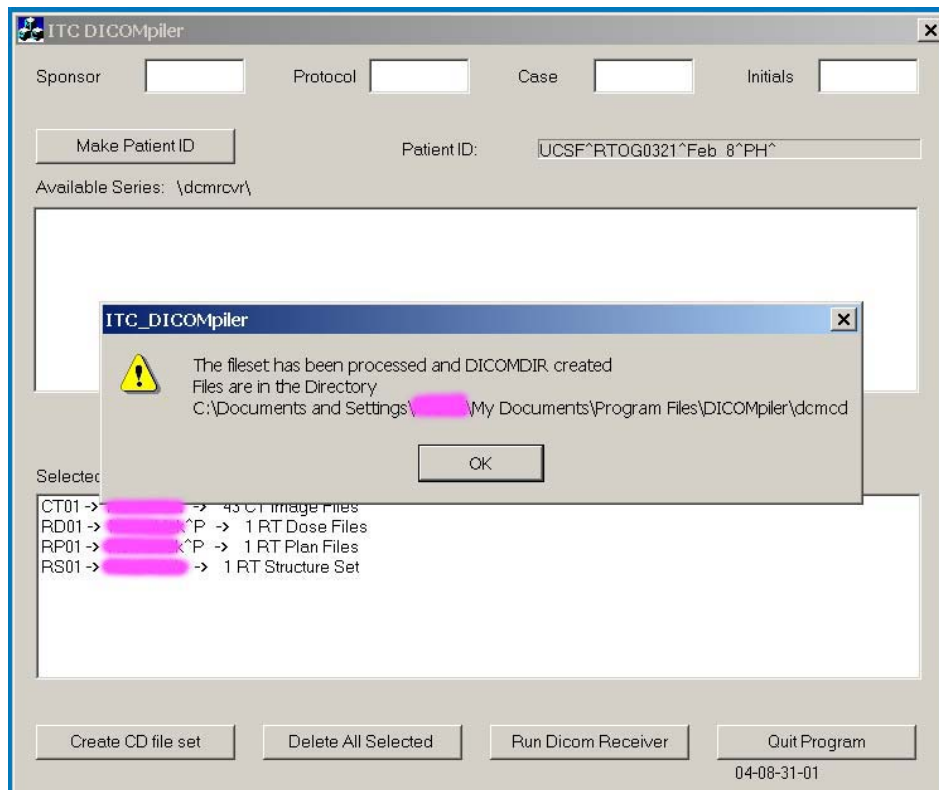 ITC DICOMpiler
Sponsor Protocol Case Initials
Make Patient ID Patient ID: UCSF^RTOG0321^Feb 8^PH^
Available Series: \dcmrcvr\
ITC_DICOMpiler
The fileset has been processed and DICOMDIR created
Files are in the Directory
C:\Documents and Settings\ \My Documents\Program Files\DICOMpiler\dcmcd
OK
Selected
CT01 -> -> 43 CT Image Files
RD01 -> ^P -> 1 RT Dose Files
RP01 -> k^P -> 1 RT Plan Files
RS01 -> -> 1 RT Structure Set
Create CD file set Delete All Selected Run Dicom Receiver Quit Program
04-08-31-01